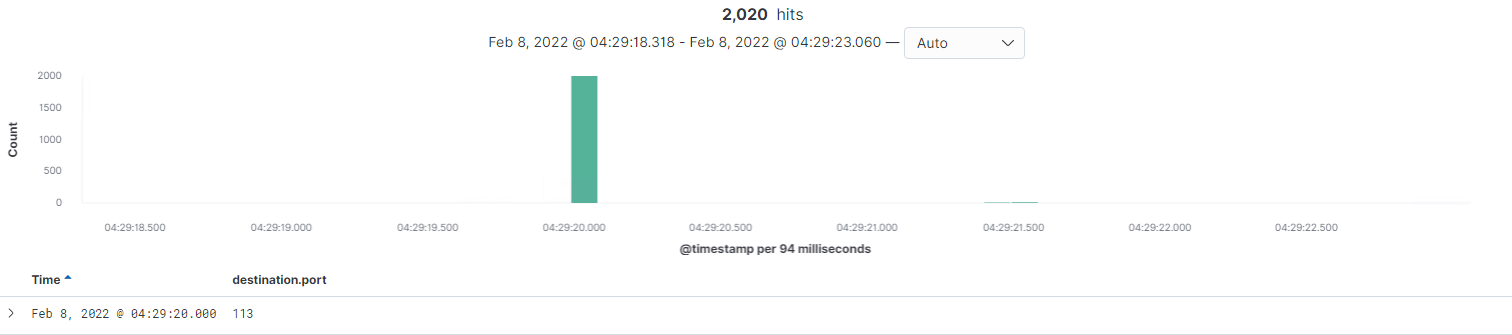 2,020 hits
Feb 8, 2022 @ 04:29:18.318 - Feb 8, 2022 @ 04:29:23.060 — Auto
2000
1500
1000
500
0
Count
04:29:18.500 04:29:19.000 04:29:19.500 04:29:20.000 04:29:20.500 04:29:21.000 04:29:21.500 04:29:22.000 04:29:22.500
@timestamp per 94 milliseconds
Time destination.port
Feb 8, 2022 @ 04:29:20.000 113